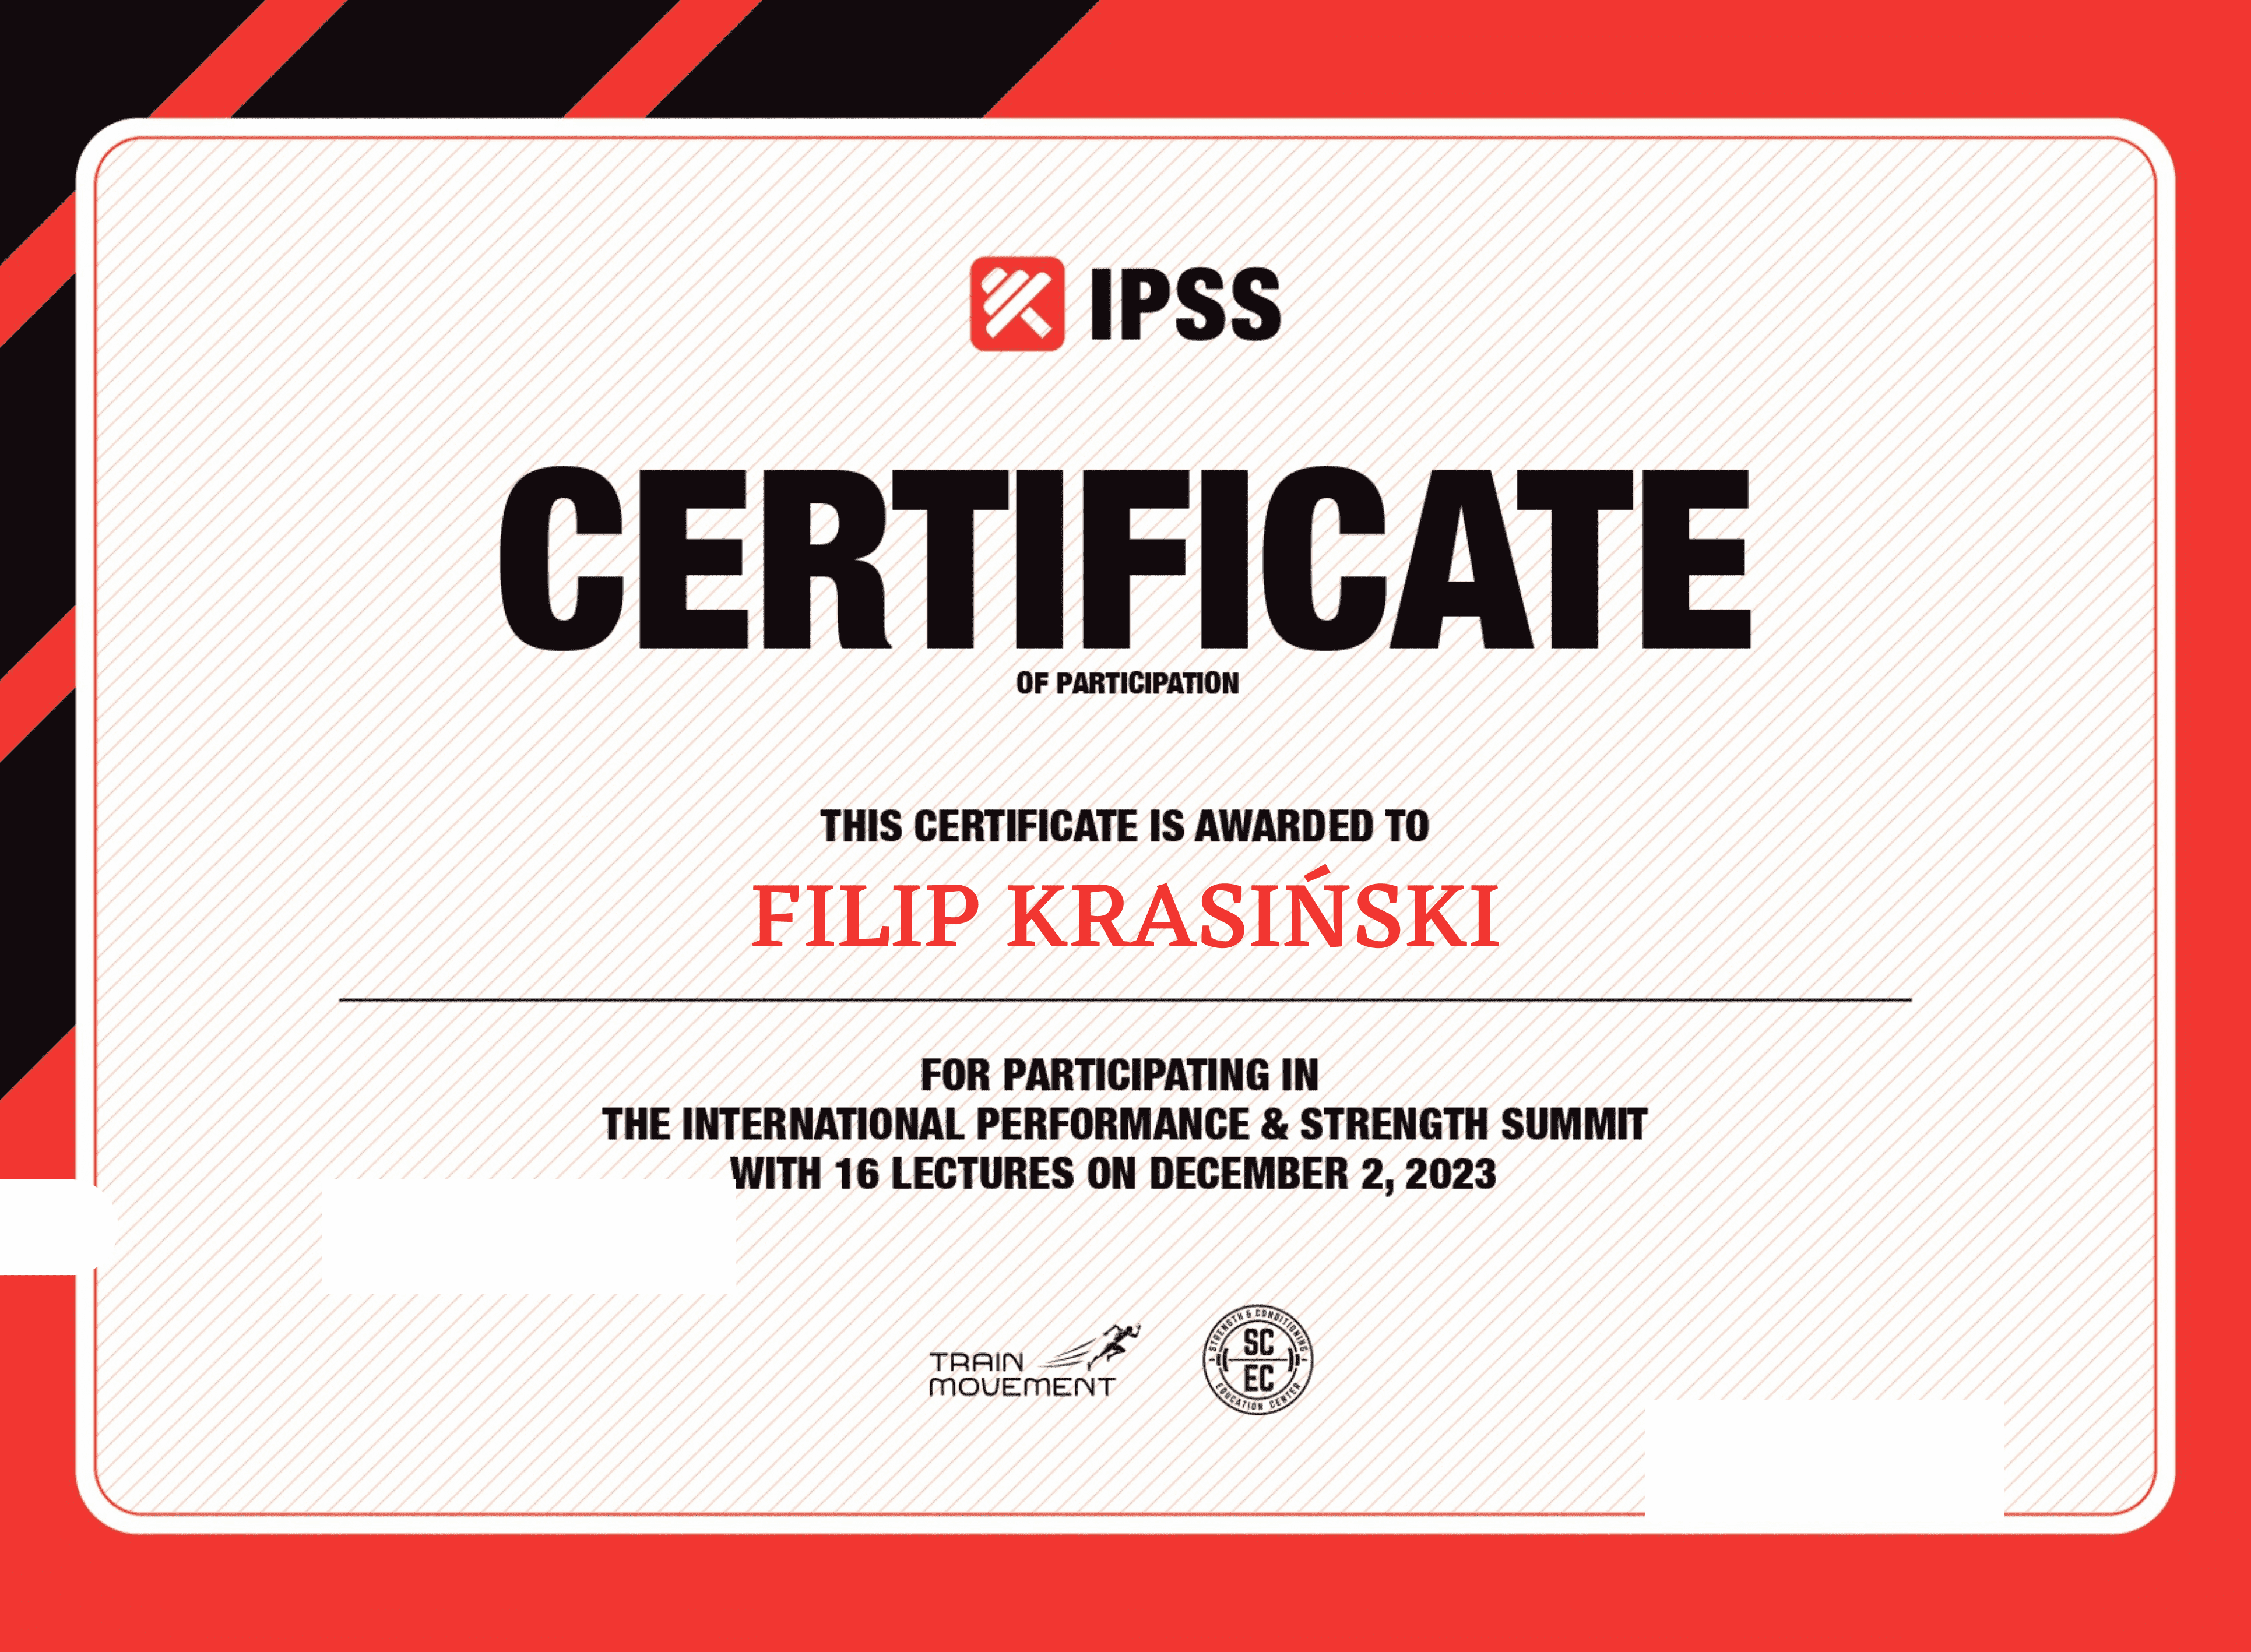 IPSS
CERTIFICATE
OF PARTICIPATION
THIS CERTIFICATE IS AWARDED TO
FILIP KRASIŃSKI
FOR PARTICIPATING IN
THE INTERNATIONAL PERFORMANCE & STRENGTH SUMMIT
WITH 16 LECTURES ON DECEMBER 2, 2023
TRAIN
MOVEMENT
STRENGTH & CONDITIONING
SC
EC
EDUCATION CENTER